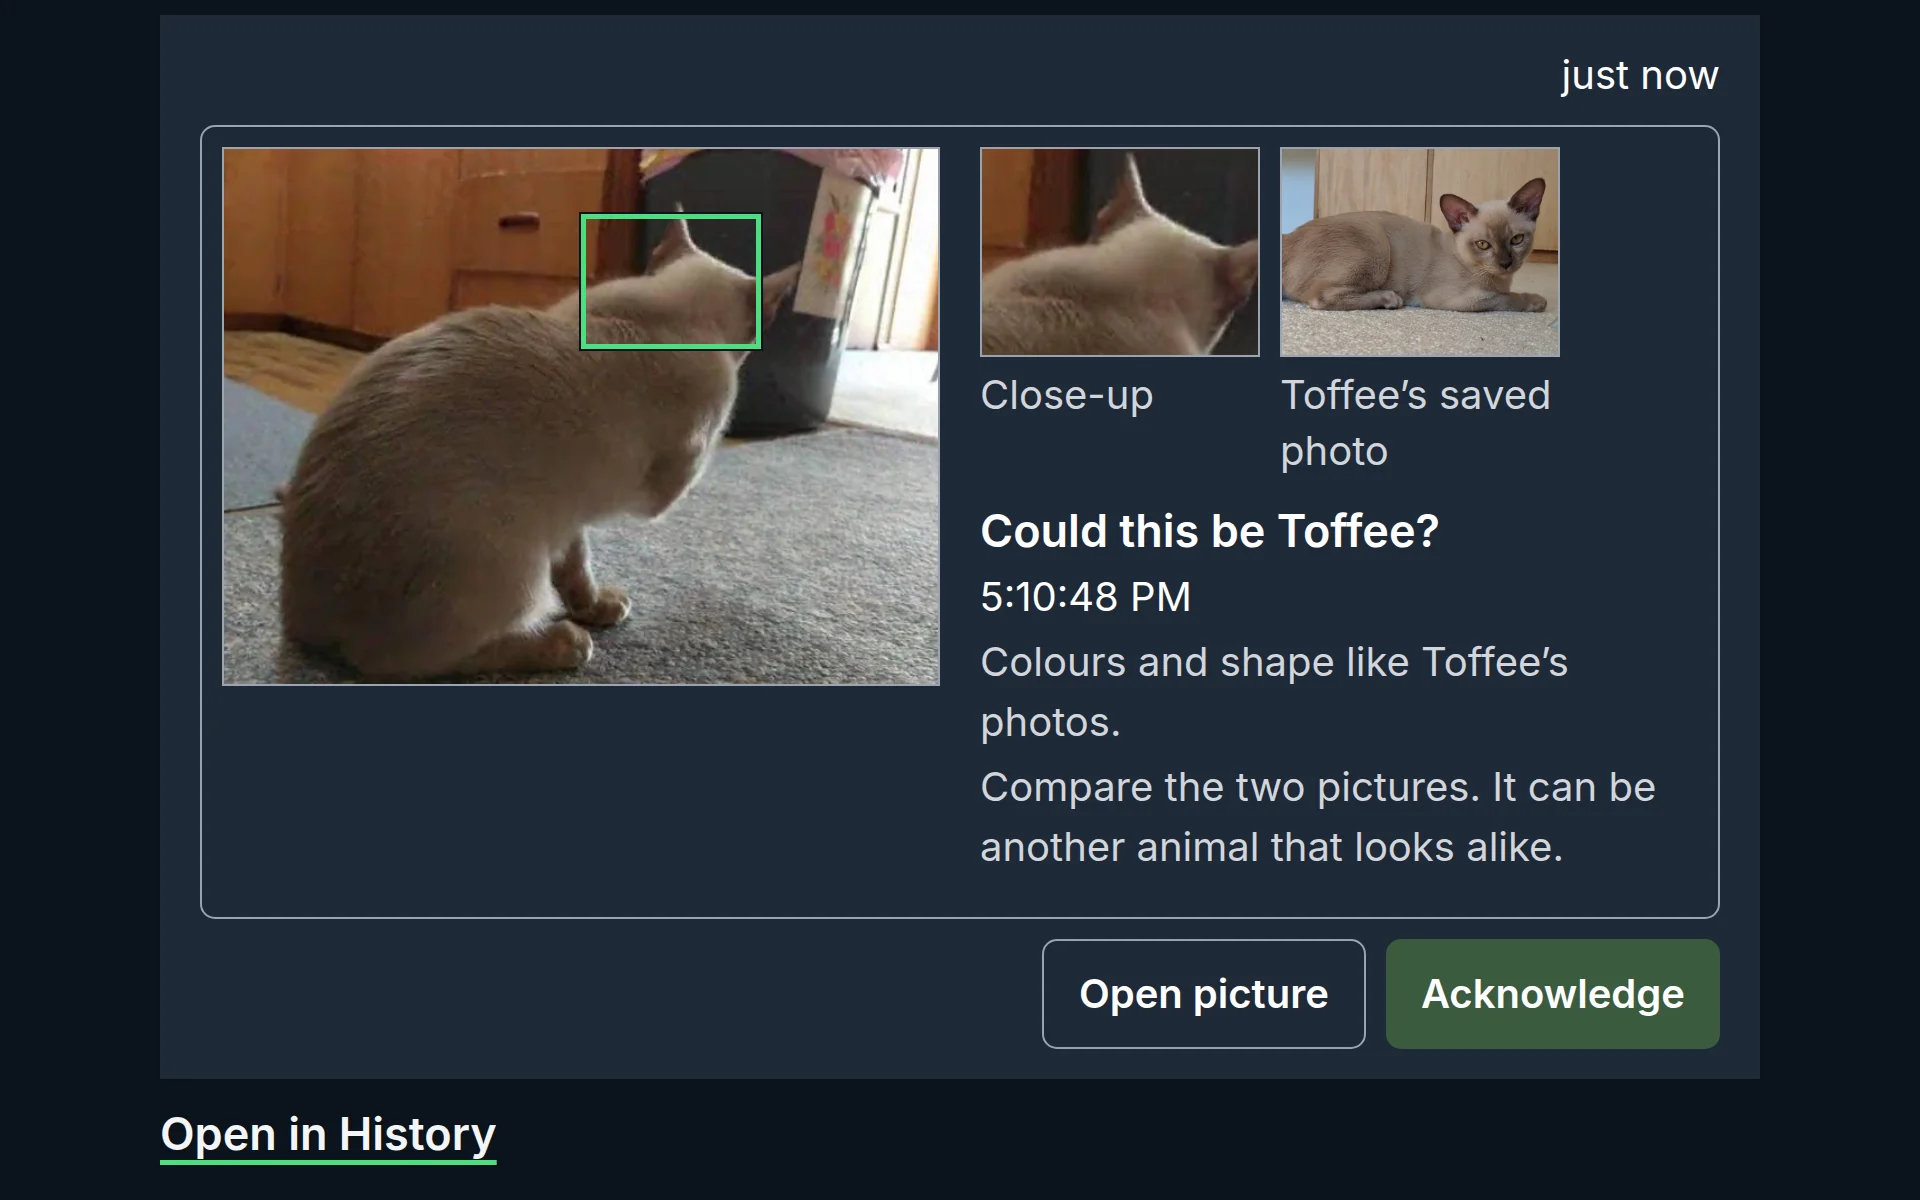 just now
Close-up
Toffee’s saved
photo
Could this be Toffee?
5:10:48 PM
Colours and shape like Toffee’s
photos.
Compare the two pictures. It can be
another animal that looks alike.
Open picture
Acknowledge
Open in History